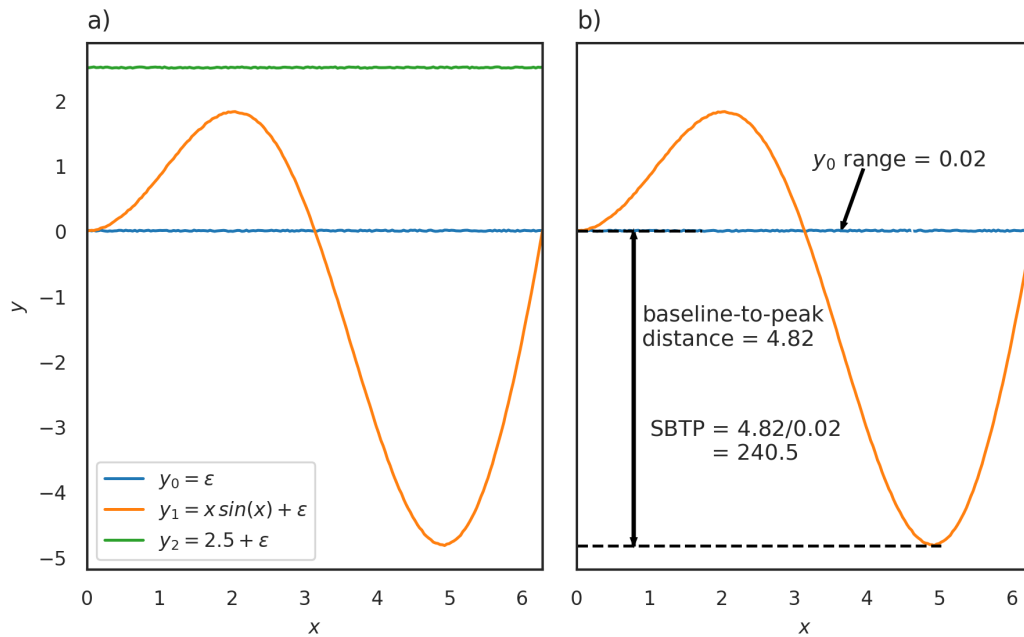 a)
b)
2
1
0
−1
−2
−3
−4
−5
y
0
1
2
3
4
5
6
x
y₀ = ε
y₁ = x sin(x) + ε
y₂ = 2.5 + ε
y₀ range = 0.02
baseline-to-peak
distance = 4.82
SBTP = 4.82/0.02
= 240.5
0
1
2
3
4
5
6
x